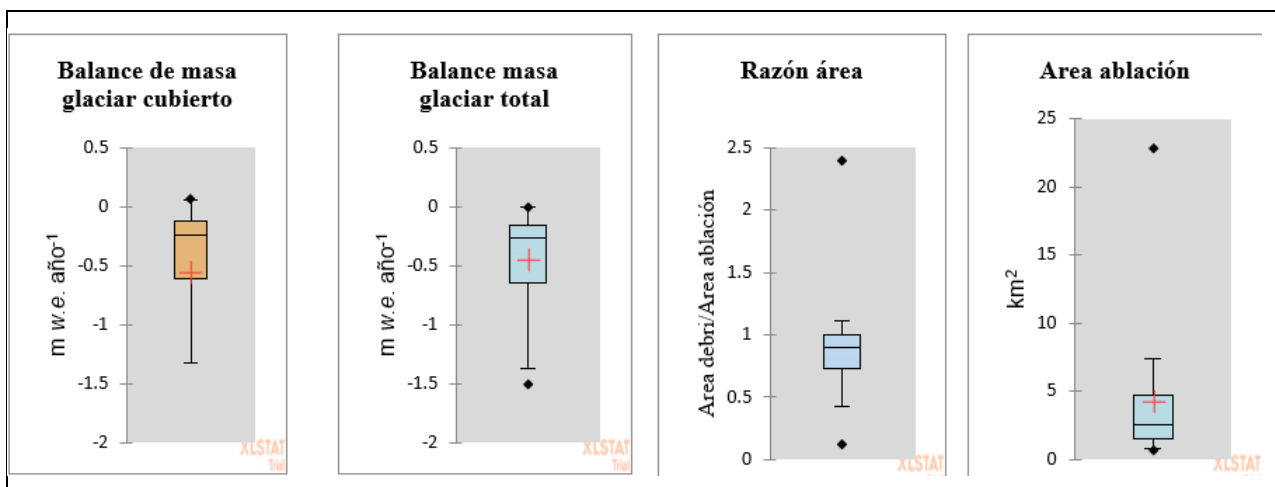 Balance de masa
glaciar cubierto
0.5
0
-0.5
-1
-1.5
-2
m w.e. año-1
XLSTAT
Trial
Balance masa
glaciar total
0.5
0
-0.5
-1
-1.5
-2
m w.e. año-1
XLSTAT
Trial
Razón área
2.5
2
1.5
1
0.5
0
Area debri/Area ablación
XLSTAT
Trial
Area ablación
25
20
15
10
5
0
km²
XLSTAT
Trial